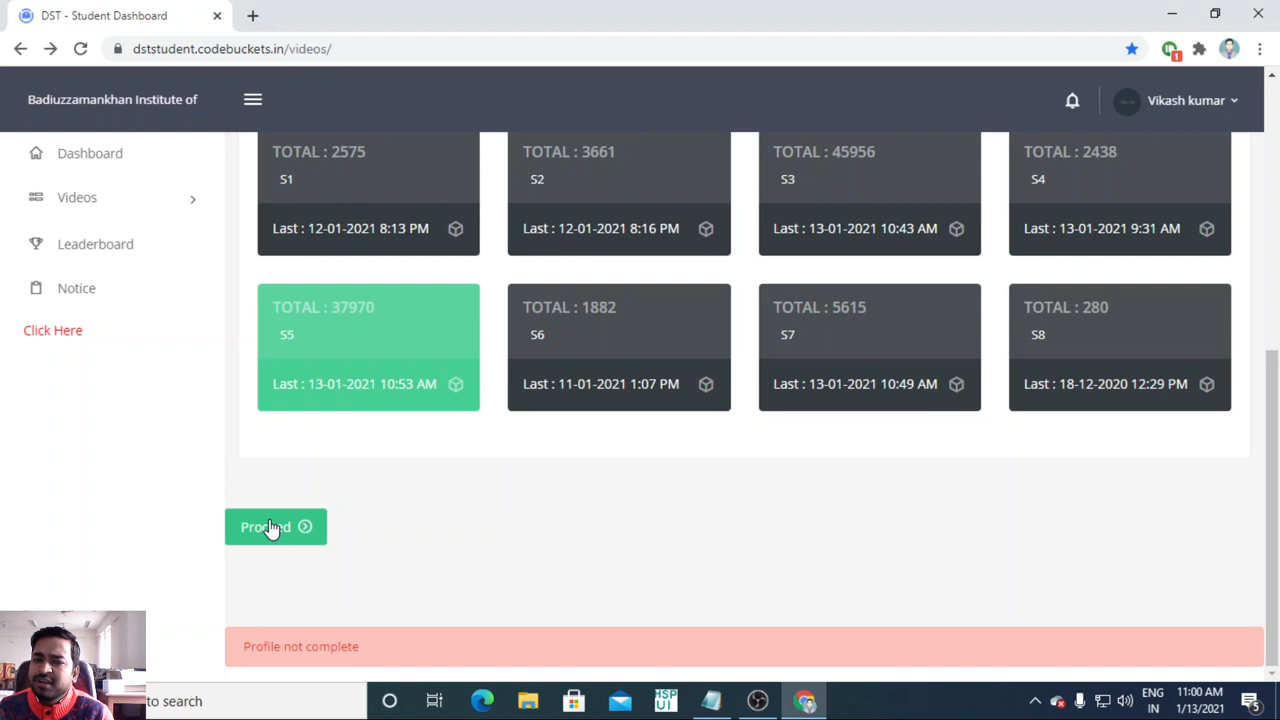 DST - Student Dashboard
dststudent.codebuckets.in/videos/
1
Badiuzzamankhan Institute of
Vikash kumar
Dashboard
Videos
Leaderboard
Notice
Click Here
TOTAL : 2575
S1
Last : 12-01-2021 8:13 PM
TOTAL : 3661
S2
Last : 12-01-2021 8:16 PM
TOTAL : 45956
S3
Last : 13-01-2021 10:43 AM
TOTAL : 2438
S4
Last : 13-01-2021 9:31 AM
TOTAL : 37970
S5
Last : 13-01-2021 10:53 AM
TOTAL : 1882
S6
Last : 11-01-2021 1:07 PM
TOTAL : 5615
S7
Last : 13-01-2021 10:49 AM
TOTAL : 280
S8
Last : 18-12-2020 12:29 PM
Proceed
Profile not complete
to search
HSP
UI
ENG
IN
11:00 AM
1/13/2021
5